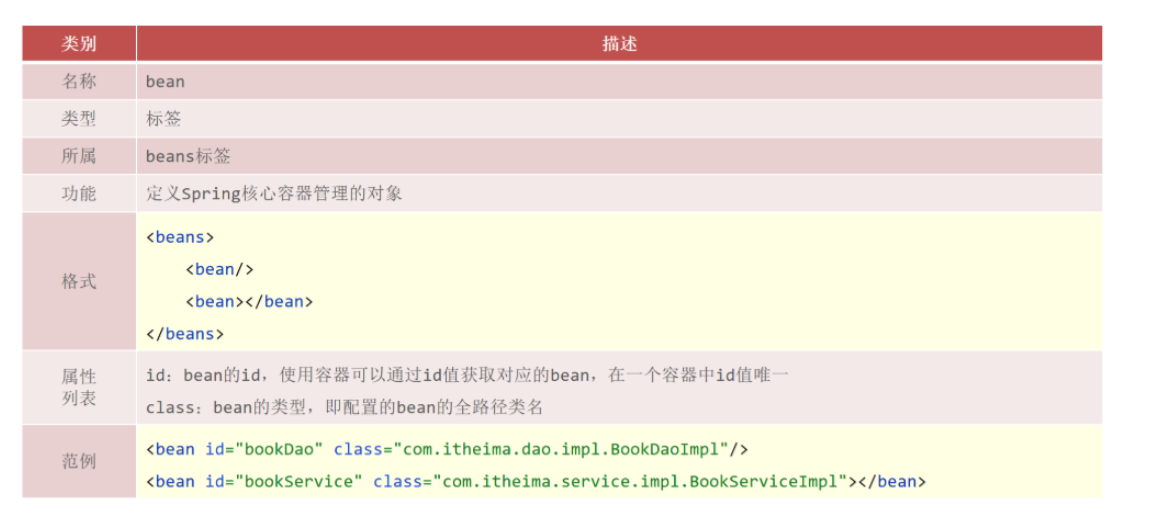 类别 描述
名称 bean
类型 标签
所属 beans标签
功能 定义Spring核心容器管理的对象
格式
<beans>
<bean/>
<bean></bean>
</beans>
属性
列表
id：bean的id，使用容器可以通过id值获取对应的bean，在一个容器中id值唯一
class：bean的类型，即配置的bean的全路径类名
范例
<bean id="bookDao" class="com.itheima.dao.impl.BookDaoImpl"/>
<bean id="bookService" class="com.itheima.service.impl.BookServiceImpl"></bean>